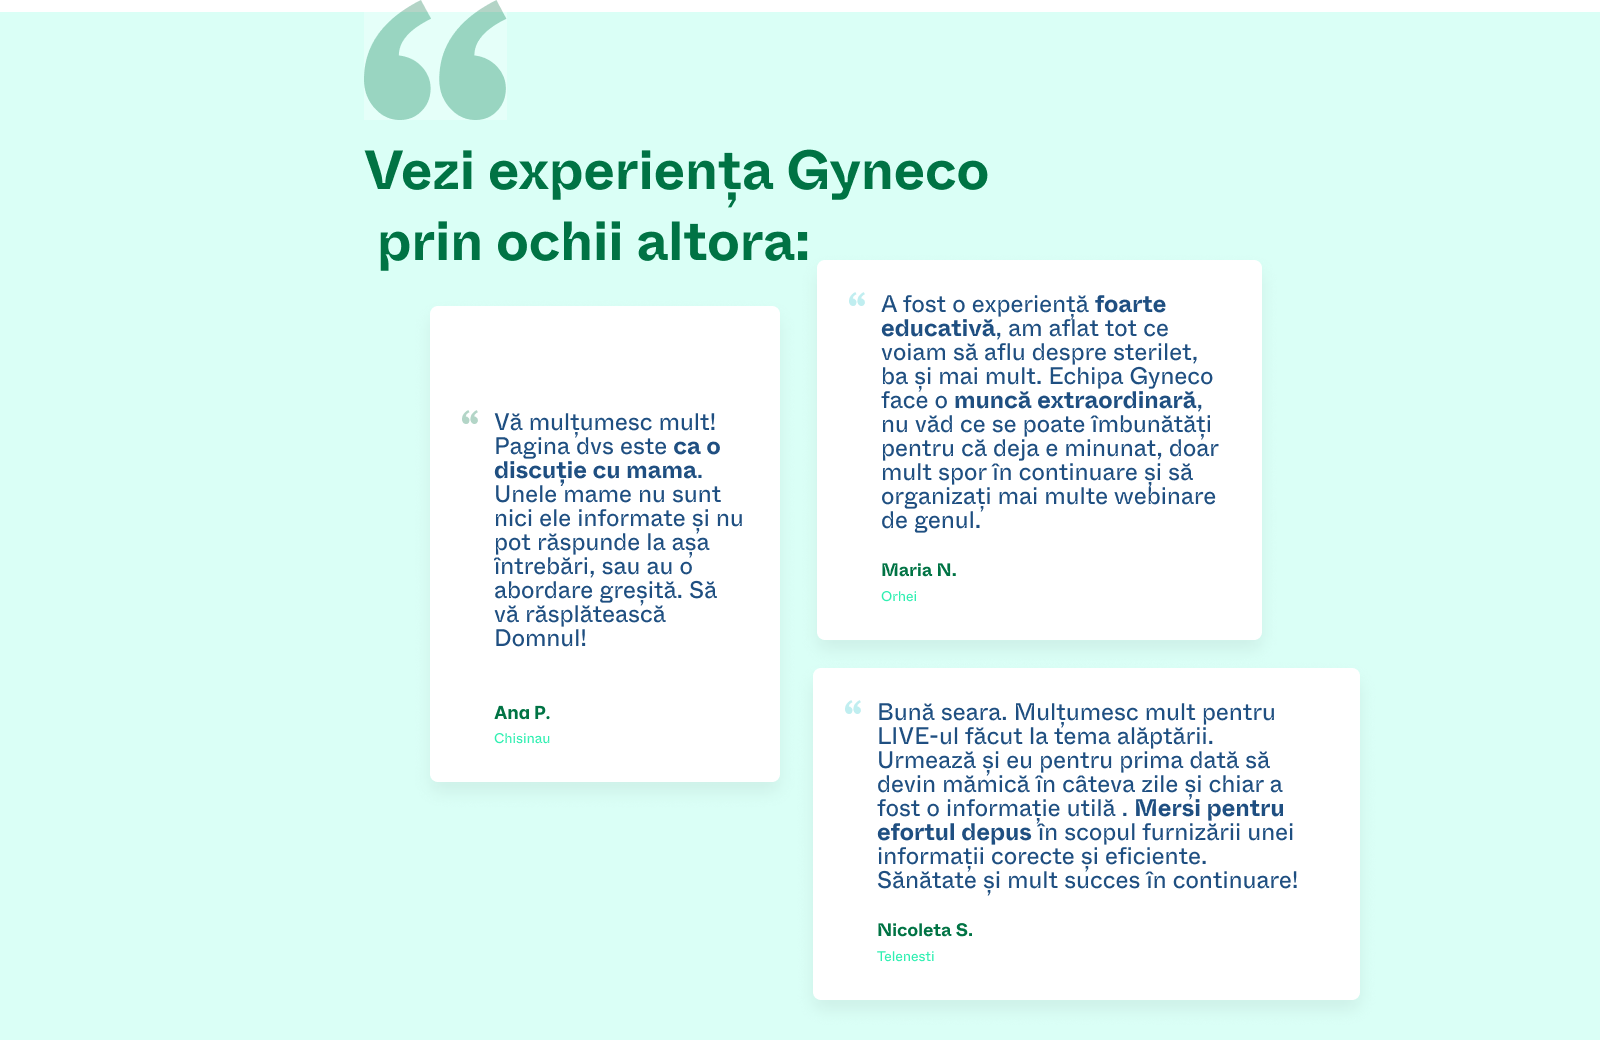 Vezi experiența Gyneco
prin ochii altora:
“ Vă mulțumesc mult!
Pagina dvs este ca o
discuție cu mama.
Unele mame nu sunt
nici ele informate și nu
pot răspunde la așa
întrebări, sau au o
abordare greșită. Să
vă răsplătească
Domnul!
Ana P.
Chisinau
“ A fost o experiență foarte
educativă, am aflat tot ce
voiam să aflu despre sterilet,
ba și mai mult. Echipa Gyneco
face o muncă extraordinară,
nu văd ce se poate îmbunătăți
pentru că deja e minunat, doar
mult spor în continuare și să
organizați mai multe webinare
de genul.
Maria N.
Orhei
“ Bună seara. Mulțumesc mult pentru
LIVE-ul făcut la tema alăptării.
Urmează și eu pentru prima dată să
devin mămică în câteva zile și chiar a
fost o informație utilă . Mersi pentru
efortul depus în scopul furnizării unei
informații corecte și eficiente.
Sănătate și mult succes în continuare!
Nicoleta S.
Telenesti